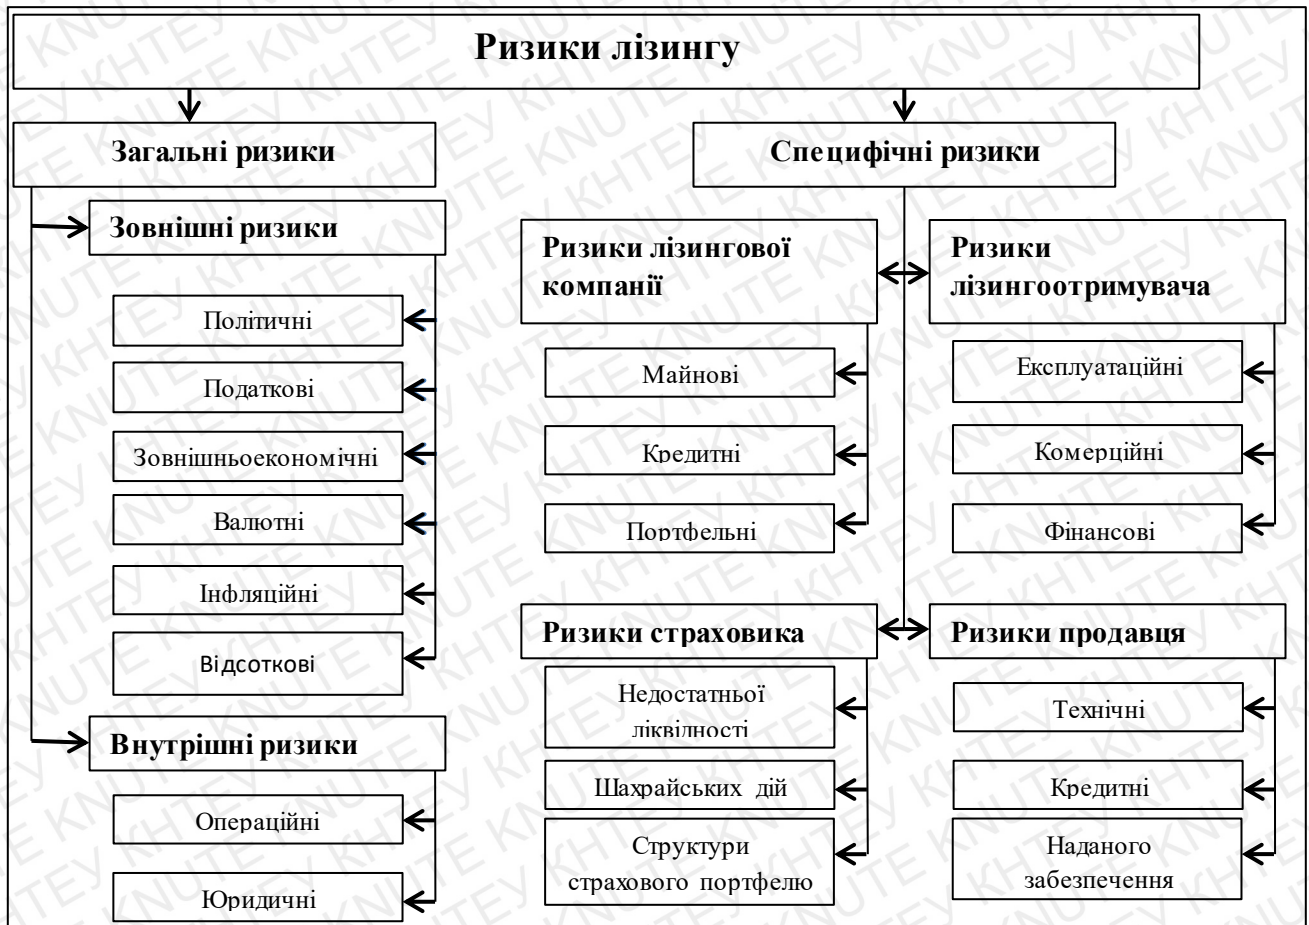 Ризики лізингу
Загальні ризики
Специфічні ризики
Зовнішні ризики
Політичні
Податкові
Зовнішньоекономічні
Валютні
Інфляційні
Відсоткові
Внутрішні ризики
Операційні
Юридичні
Ризики лізингової
компанії
Майнові
Кредитні
Портфельні
Ризики
лізингоотримувача
Експлуатаційні
Комерційні
Фінансові
Ризики страховика
Недостатньої
ліквідності
Шахрайських дій
Структури
страхового портфелю
Ризики продавця
Технічні
Кредитні
Наданого
забезпечення